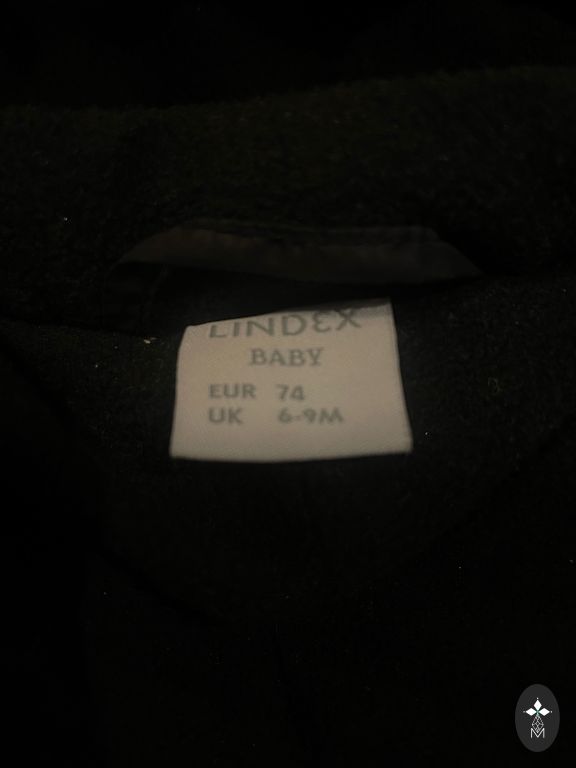 LINDEX
BABY
EUR 74
UK 6-9M
M